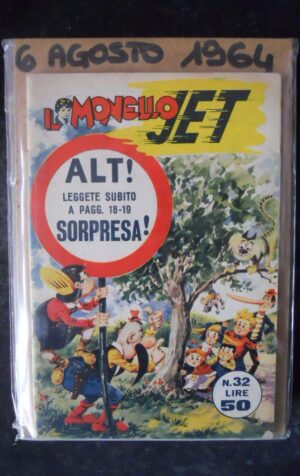 6 AGOSTO 1964
IL MONELLO
JET
ALT!
LEGGETE SUBITO
A PAGG. 18-19
SORPRESA!
N.32
LIRE
50